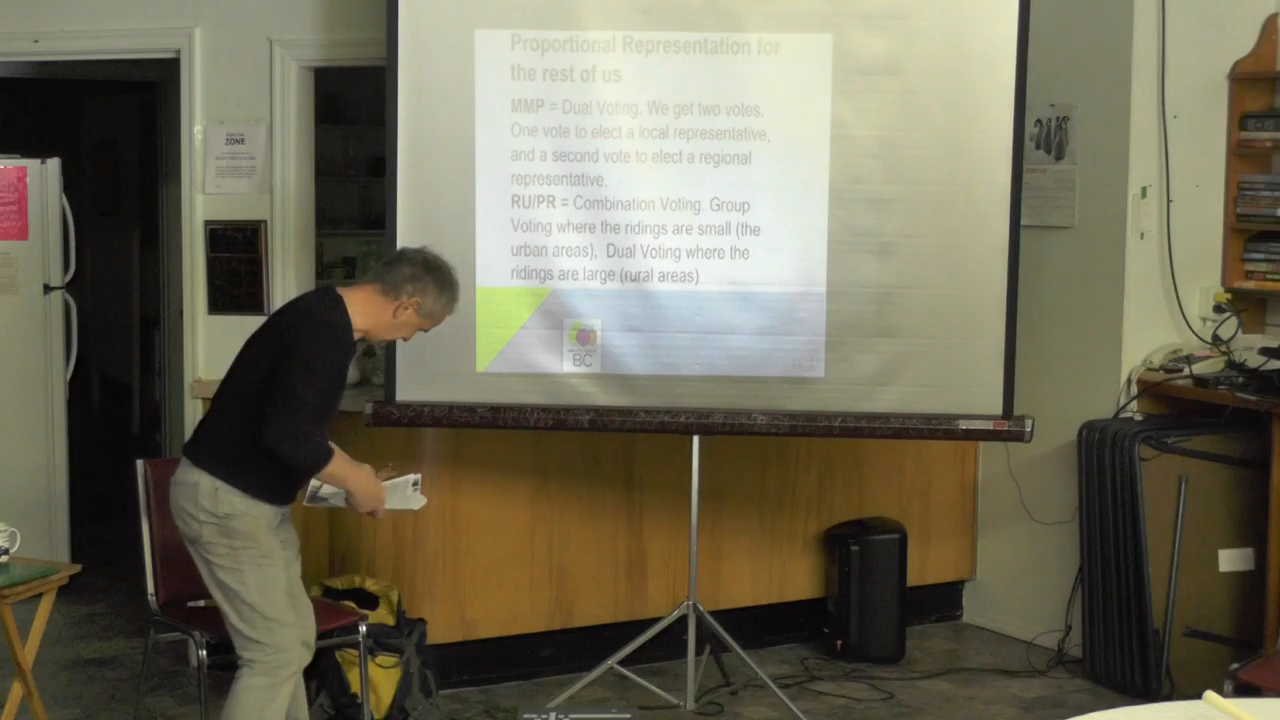 Proportional Representation for
the rest of us
MMP = Dual Voting. We get two votes.
One vote to elect a local representative,
and a second vote to elect a regional
representative.
RU/PR = Combination Voting. Group
Voting where the ridings are small (the
urban areas), Dual Voting where the
ridings are large (rural areas)
BC
ZONE